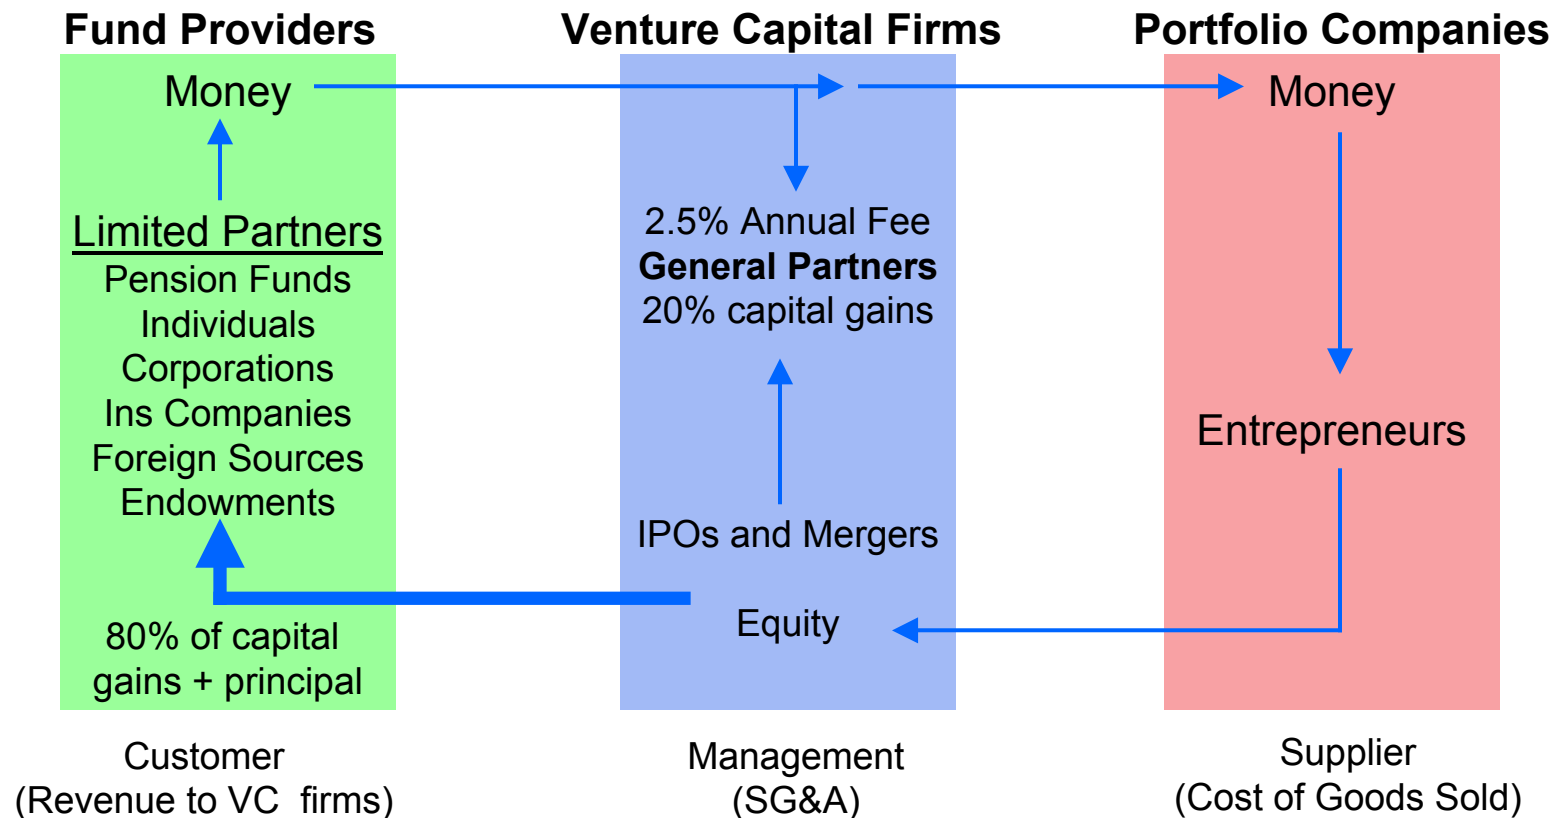 Fund Providers
Money
Limited Partners
Pension Funds
Individuals
Corporations
Ins Companies
Foreign Sources
Endowments
80% of capital
gains + principal
Customer
(Revenue to VC firms)
Venture Capital Firms
2.5% Annual Fee
General Partners
20% capital gains
IPOs and Mergers
Equity
Management
(SG&A)
Portfolio Companies
Money
Entrepreneurs
Supplier
(Cost of Goods Sold)